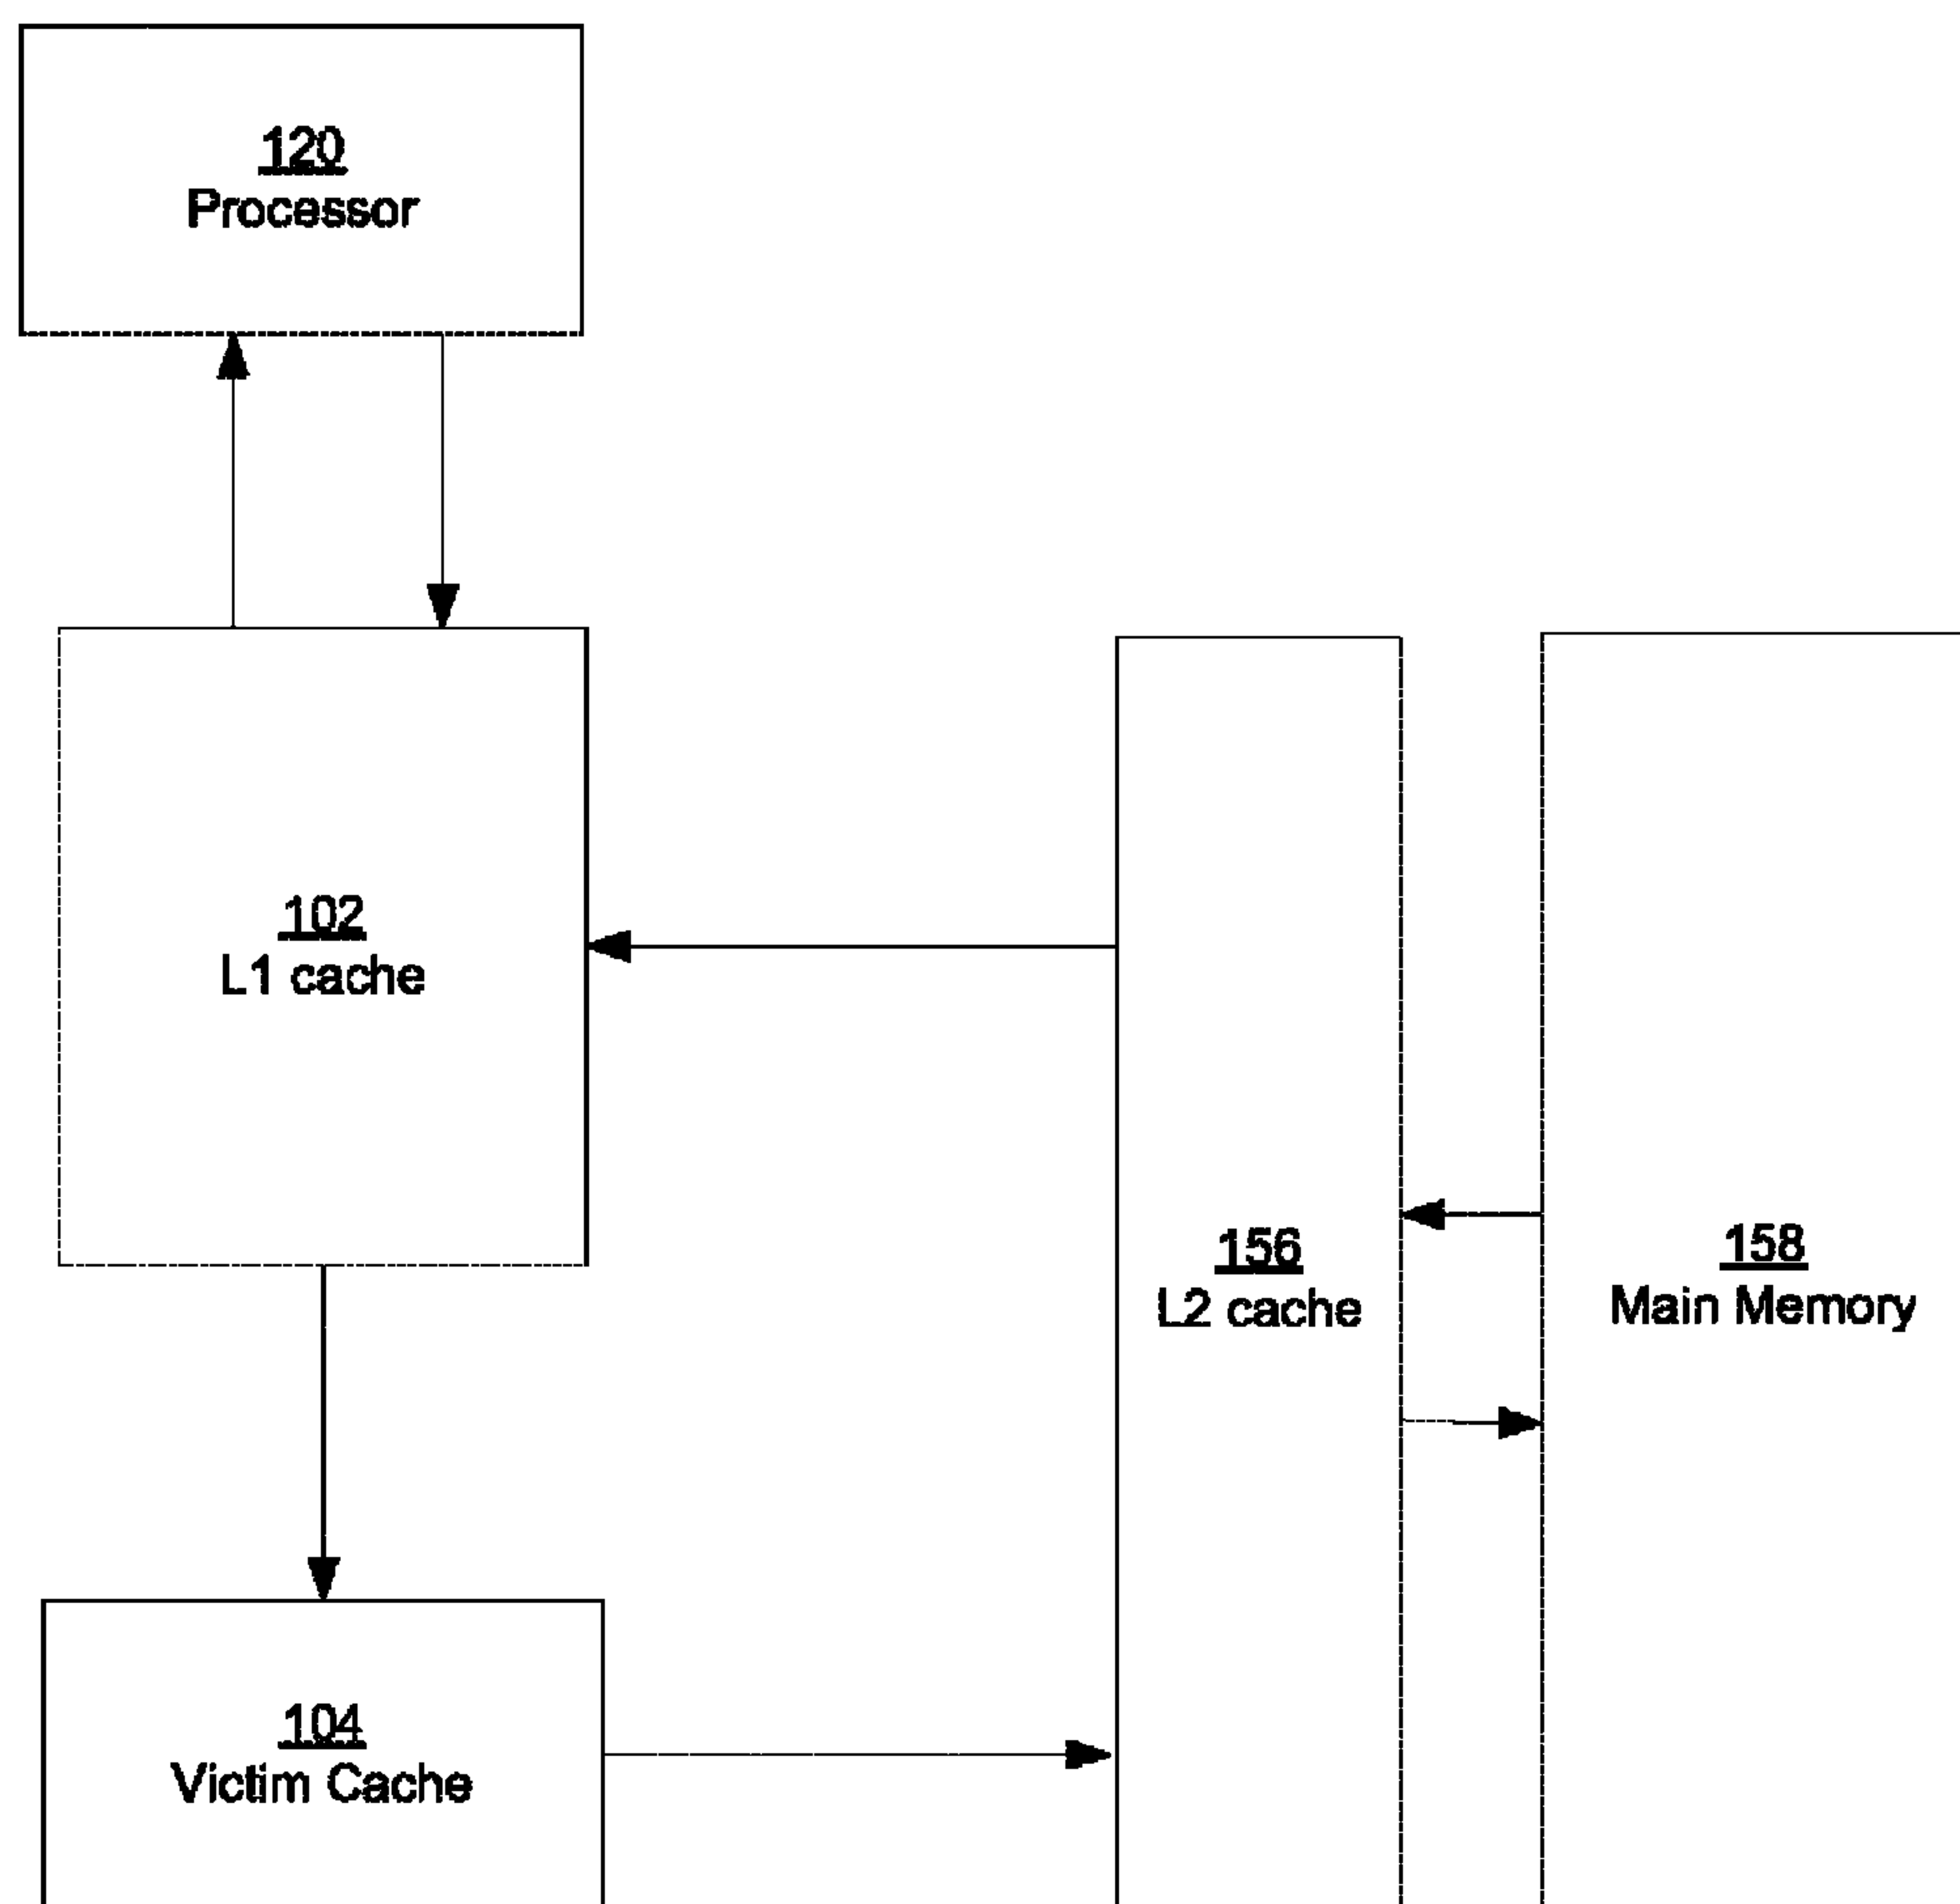 120
Processor
102
L1 cache
156
L2 cache
158
Main Memory
104
Victim Cache